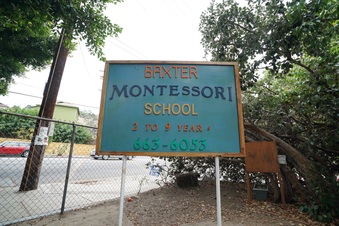 BAXTER
MONTESSORI
SCHOOL
2 TO 9 YEAR
663-6053